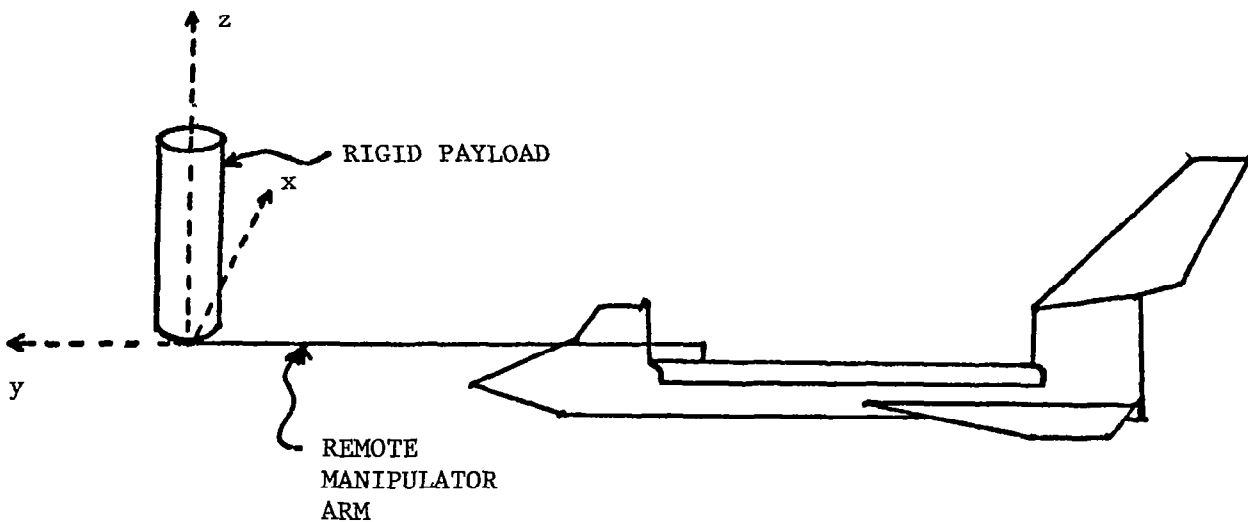 z
RIGID PAYLOAD
x
y
REMOTE
MANIPULATOR
ARM